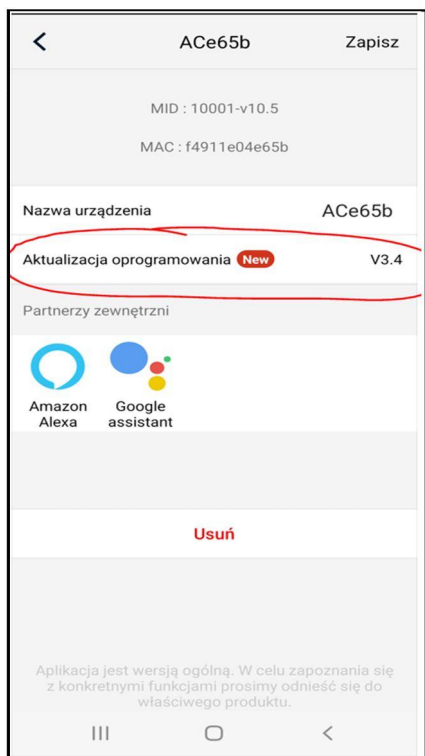 ACe65b Zapisz
MID : 10001-v10.5
MAC : f4911e04e65b
Nazwa urządzenia ACe65b
Aktualizacja oprogramowania New V3.4
Partnerzy zewnętrzni
Amazon Google
Alexa assistant
Usuń
Aplikacja jest wersją ogólną. W celu zapoznania się
z konkretnymi funkcjami prosimy odnieść się do
właściwego produktu.